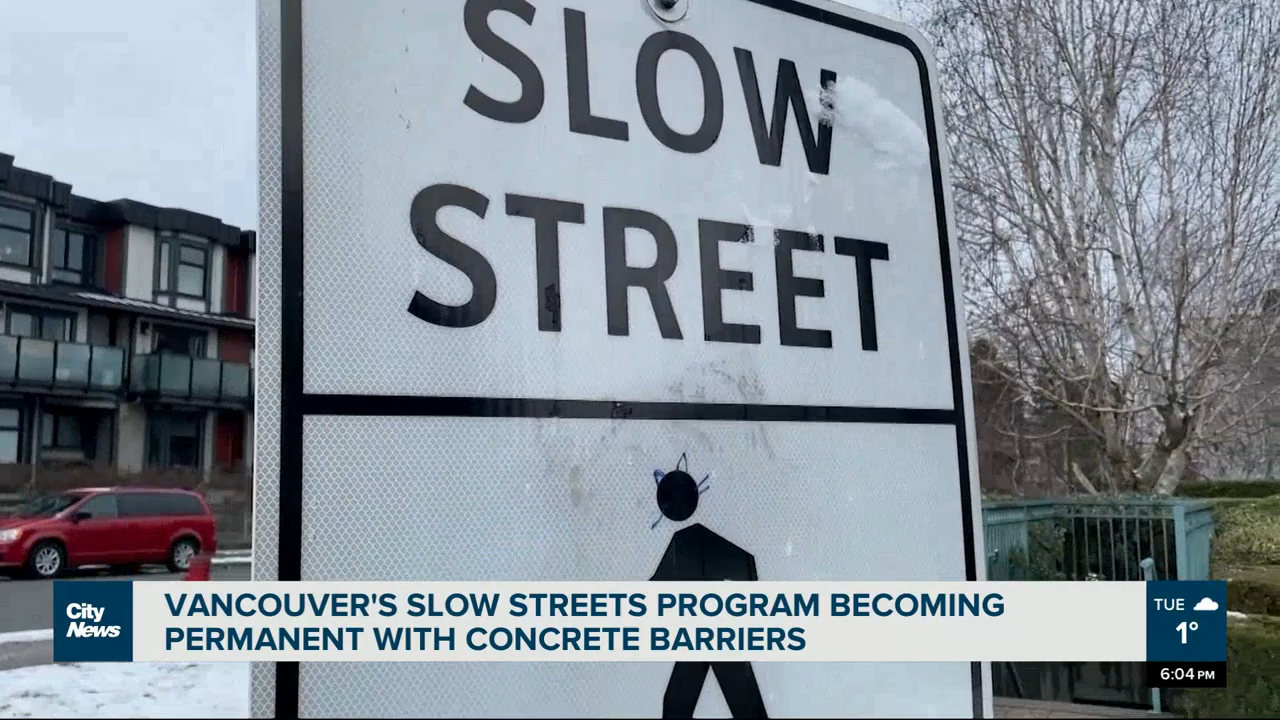 SLOW
STREET
City
News
VANCOUVER'S SLOW STREETS PROGRAM BECOMING
PERMANENT WITH CONCRETE BARRIERS
TUE
1°
6:04 PM